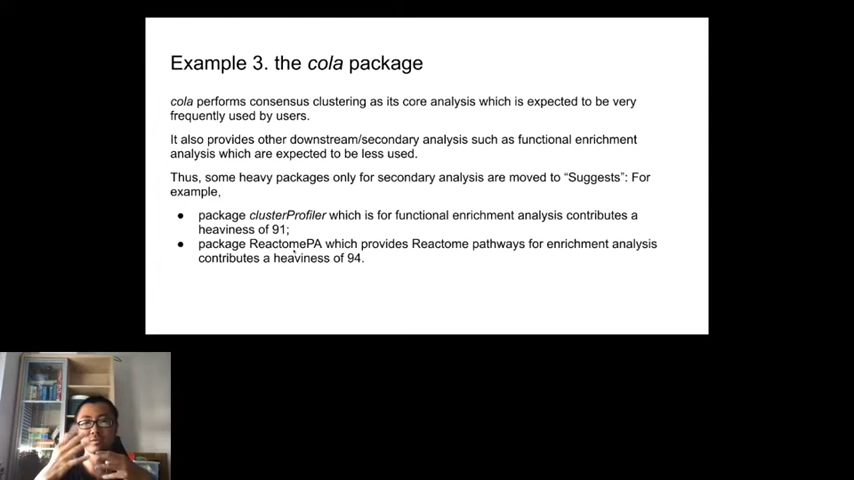 Example 3. the cola package
cola performs consensus clustering as its core analysis which is expected to be very
frequently used by users.
It also provides other downstream/secondary analysis such as functional enrichment
analysis which are expected to be less used.
Thus, some heavy packages only for secondary analysis are moved to “Suggests”: For
example,
● package clusterProfiler which is for functional enrichment analysis contributes a
heaviness of 91;
● package ReactomePA which provides Reactome pathways for enrichment analysis
contributes a heaviness of 94.